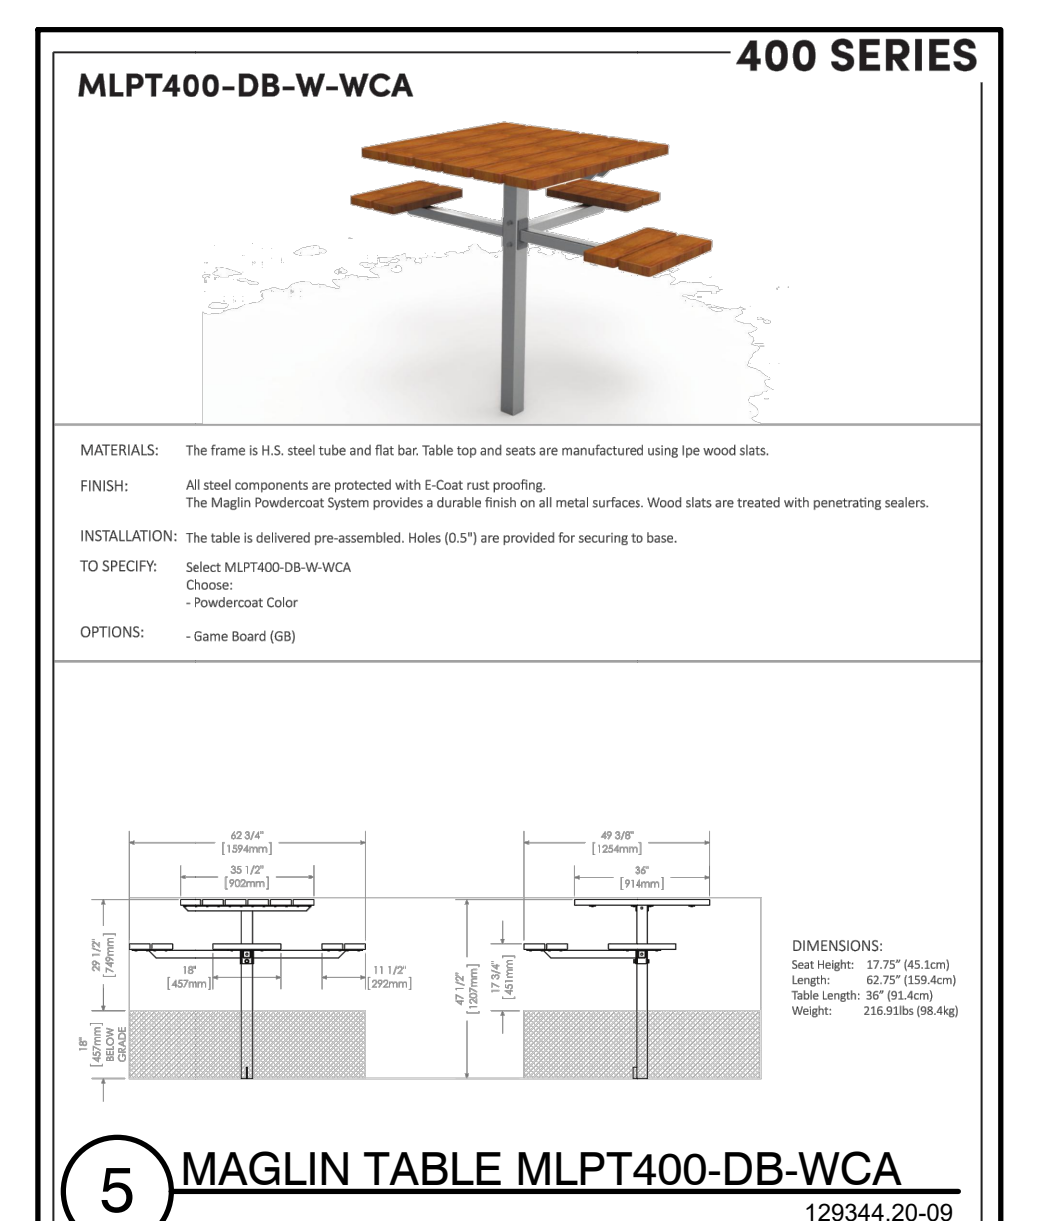 400 SERIES
MLPT400-DB-W-WCA
MATERIALS: The frame is H.S. steel tube and flat bar. Table top and seats are manufactured using Ipe wood slats.
FINISH: All steel components are protected with E-Coat rust proofing.
The Maglin Powdercoat System provides a durable finish on all metal surfaces. Wood slats are treated with penetrating sealers.
INSTALLATION: The table is delivered pre-assembled. Holes (0.5") are provided for securing to base.
TO SPECIFY: Select MLPT400-DB-W-WCA
Choose:
- Powdercoat Color
OPTIONS: - Game Board (GB)
62 3/4"
[1594mm]
35 1/2"
[902mm]
29 1/2"
[749mm]
18"
[457mm]
11 1/2"
[292mm]
18"
[457mm]
BELOW
GRADE
49 3/8"
[1254mm]
36"
[914mm]
47 1/2"
[1207mm]
17 3/4"
[451mm]
DIMENSIONS:
Seat Height: 17.75” (45.1cm)
Length: 62.75” (159.4cm)
Table Length: 36” (91.4cm)
Weight: 216.91lbs (98.4kg)
5
MAGLIN TABLE MLPT400-DB-WCA
129344.20-09